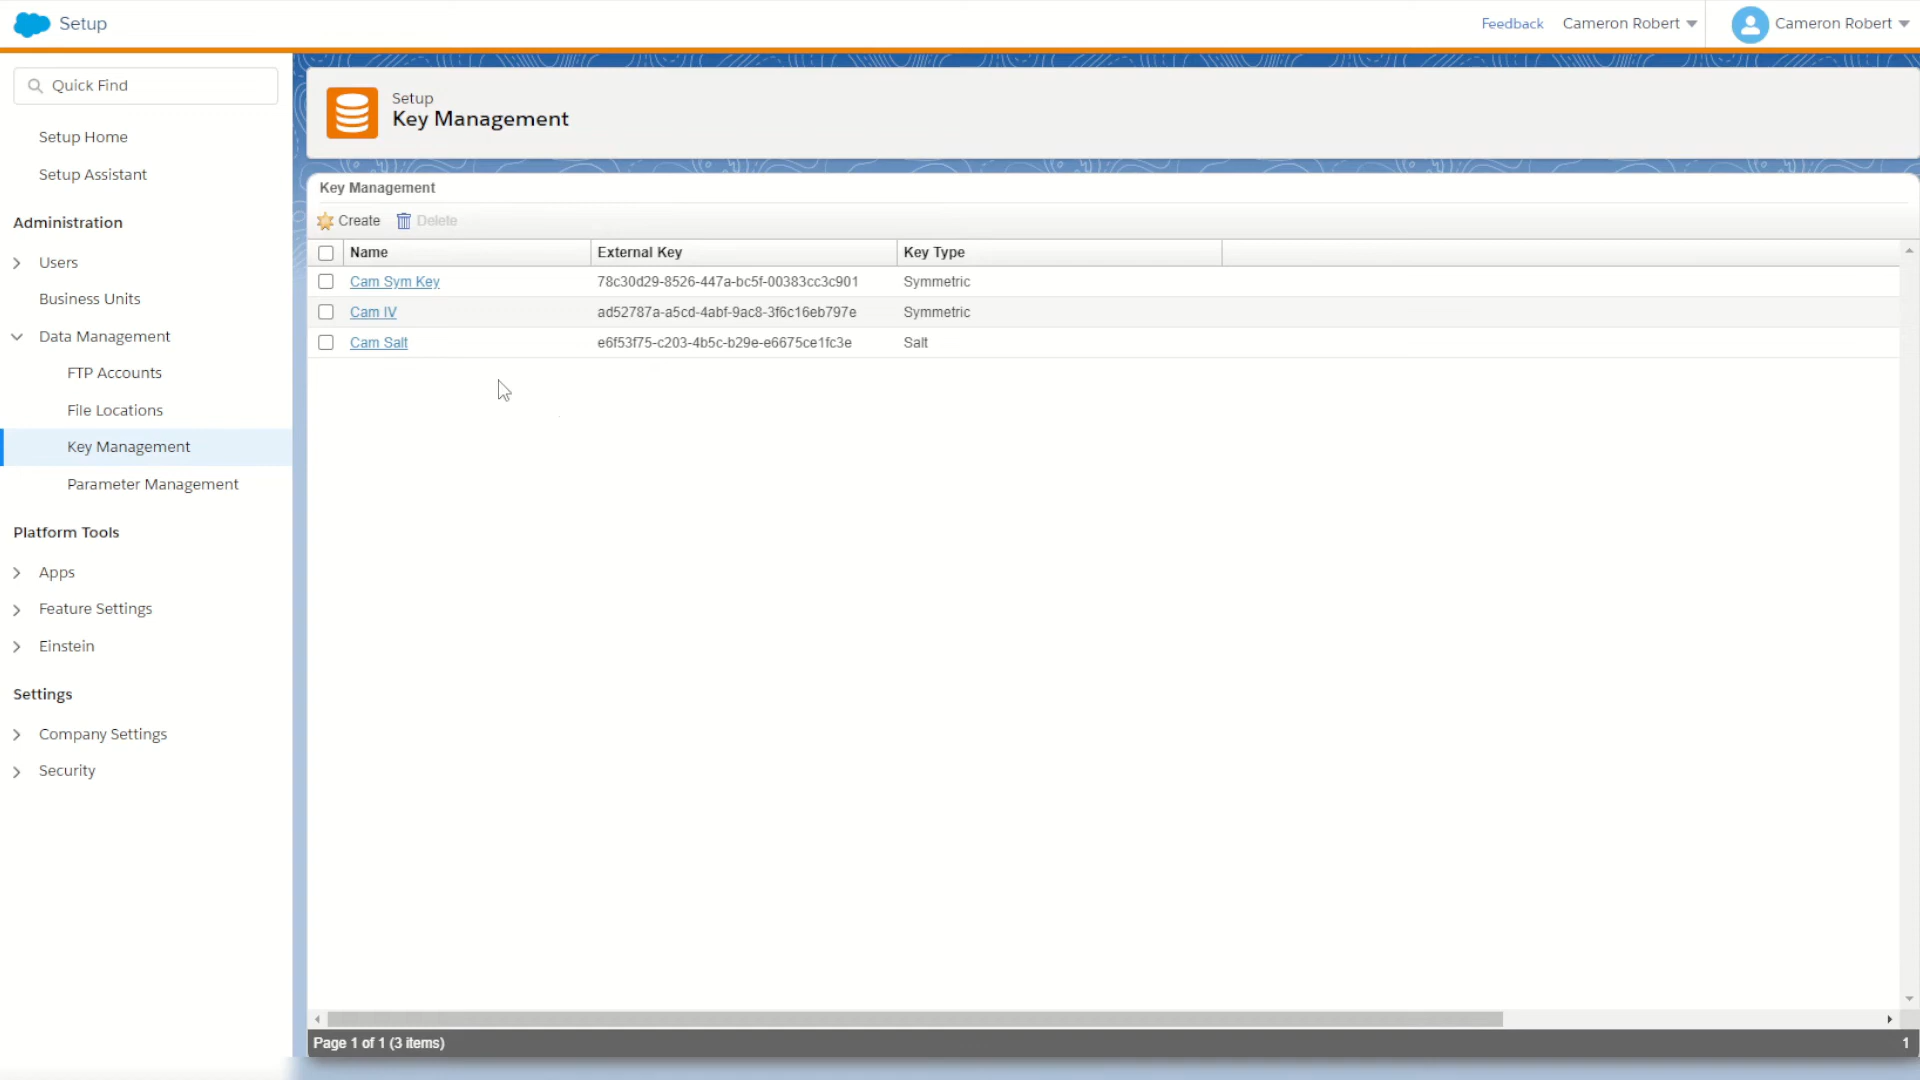 Setup
Feedback
Cameron Robert
Cameron Robert
Quick Find
Setup Home
Setup Assistant
Administration
Users
Business Units
Data Management
FTP Accounts
File Locations
Key Management
Parameter Management
Platform Tools
Apps
Feature Settings
Einstein
Settings
Company Settings
Security
Setup
Key Management
Key Management
Create Delete
Name External Key Key Type
Cam Sym Key 78c30d29-8526-447a-bc5f-00383cc3c901 Symmetric
Cam IV ad52787a-a5cd-4abf-9ac8-3f6c16eb797e Symmetric
Cam Salt e6f53f75-c203-4b5c-b29e-e6675ce1fc3e Salt
Page 1 of 1 (3 items) 1